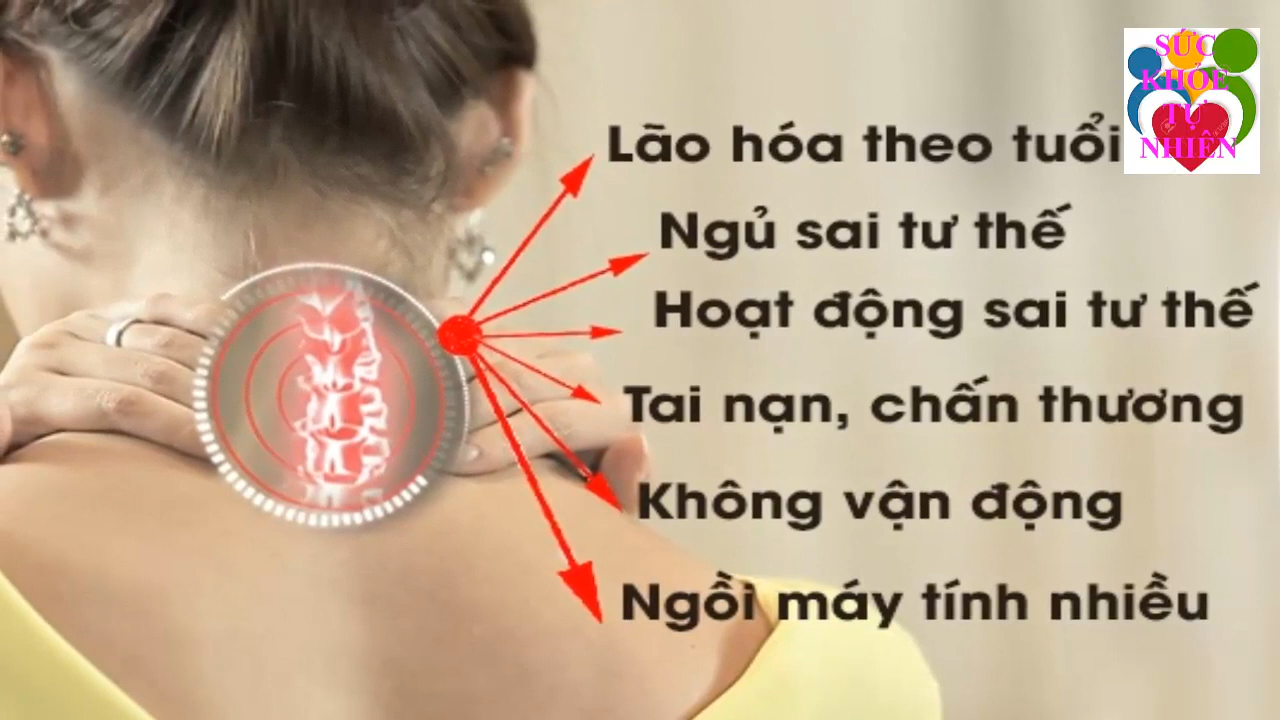 SỨC
KHỎE
TỰ
NHIÊN
Lão hóa theo tuổi
Ngủ sai tư thế
Hoạt động sai tư thế
Tai nạn, chấn thương
Không vận động
Ngồi máy tính nhiều